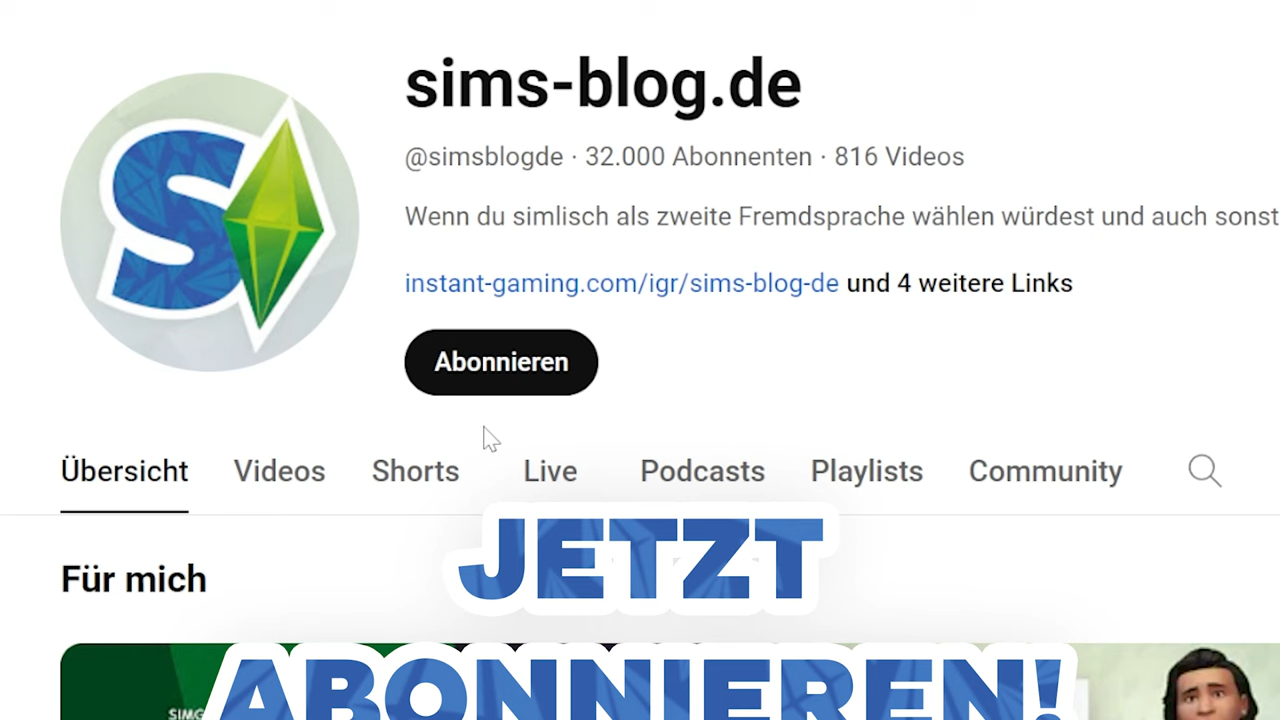 sims-blog.de
@simsblogde · 32.000 Abonnenten · 816 Videos
Wenn du simlisch als zweite Fremdsprache wählen würdest und auch sonst
instant-gaming.com/igr/sims-blog-de und 4 weitere Links
Abonnieren
Übersicht Videos Shorts Live Podcasts Playlists Community
JETZT
Für mich
ABONNIEREN!